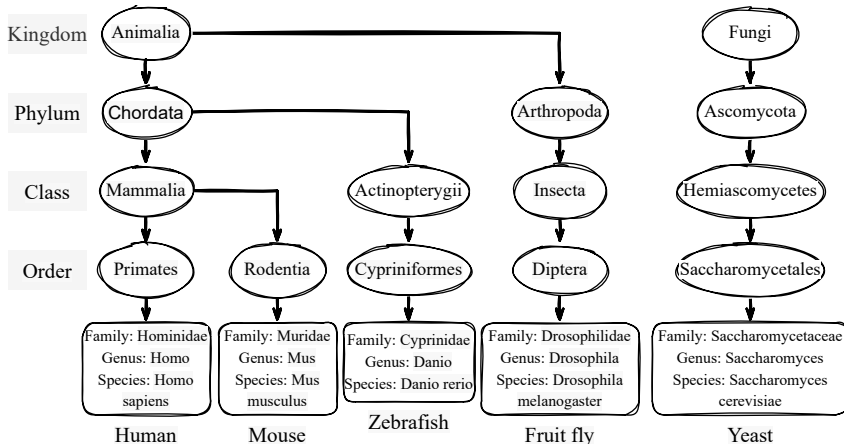 Kingdom
Animalia
Fungi
Phylum
Chordata
Arthropoda
Ascomycota
Class
Mammalia
Actinopterygii
Insecta
Hemiascomycetes
Order
Primates
Rodentia
Cypriniformes
Diptera
Saccharomycetales
Family: Hominidae
Genus: Homo
Species: Homo
sapiens
Human
Family: Muridae
Genus: Mus
Species: Mus
musculus
Mouse
Family: Cyprinidae
Genus: Danio
Species: Danio rerio
Zebrafish
Family: Drosophilidae
Genus: Drosophila
Species: Drosophila
melanogaster
Fruit fly
Family: Saccharomycetaceae
Genus: Saccharomyces
Species: Saccharomyces
cerevisiae
Yeast